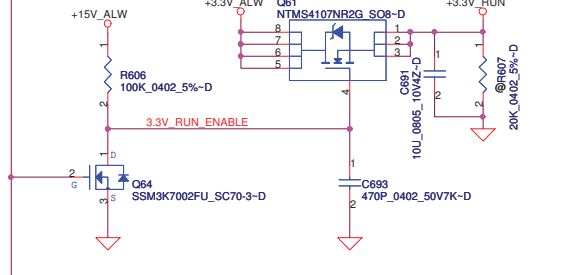 +3.3V_ALW
Q61
+3.3V_RUN
+15V_ALW
NTMS4107NR2G_SO8~D
8
7
6
5
1
2
3
4
1
R606
100K_0402_5%~D
2
C691
10U_0805_10V4Z~D
1
2
1
@R607
20K_0402_5%~D
2
3.3V_RUN_ENABLE
1
D
2
G
Q64
SSM3K7002FU_SC70-3~D
3
S
1
C693
470P_0402_50V7K~D
2